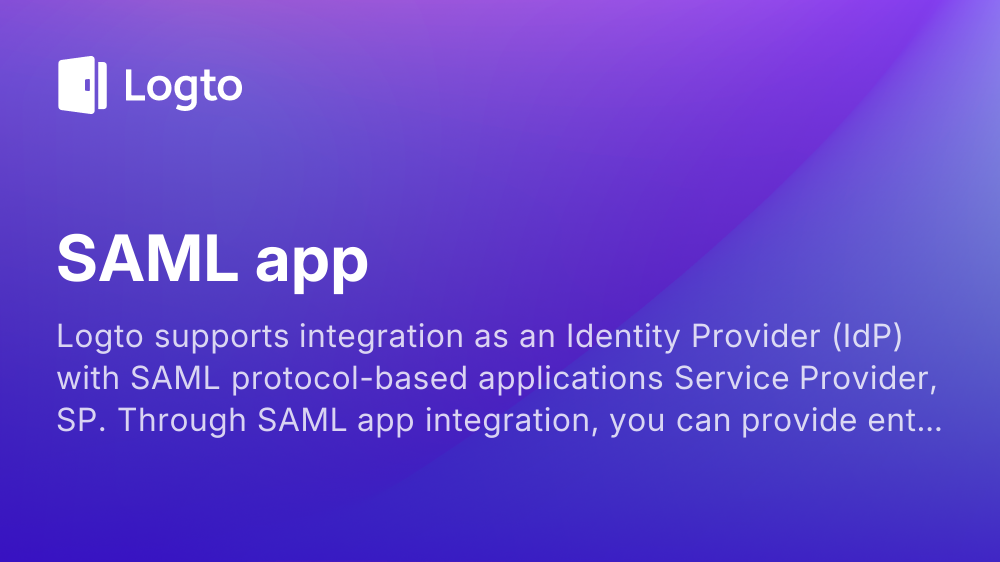 Logto
SAML app
Logto supports integration as an Identity Provider (IdP)
with SAML protocol-based applications Service Provider,
SP. Through SAML app integration, you can provide ent...